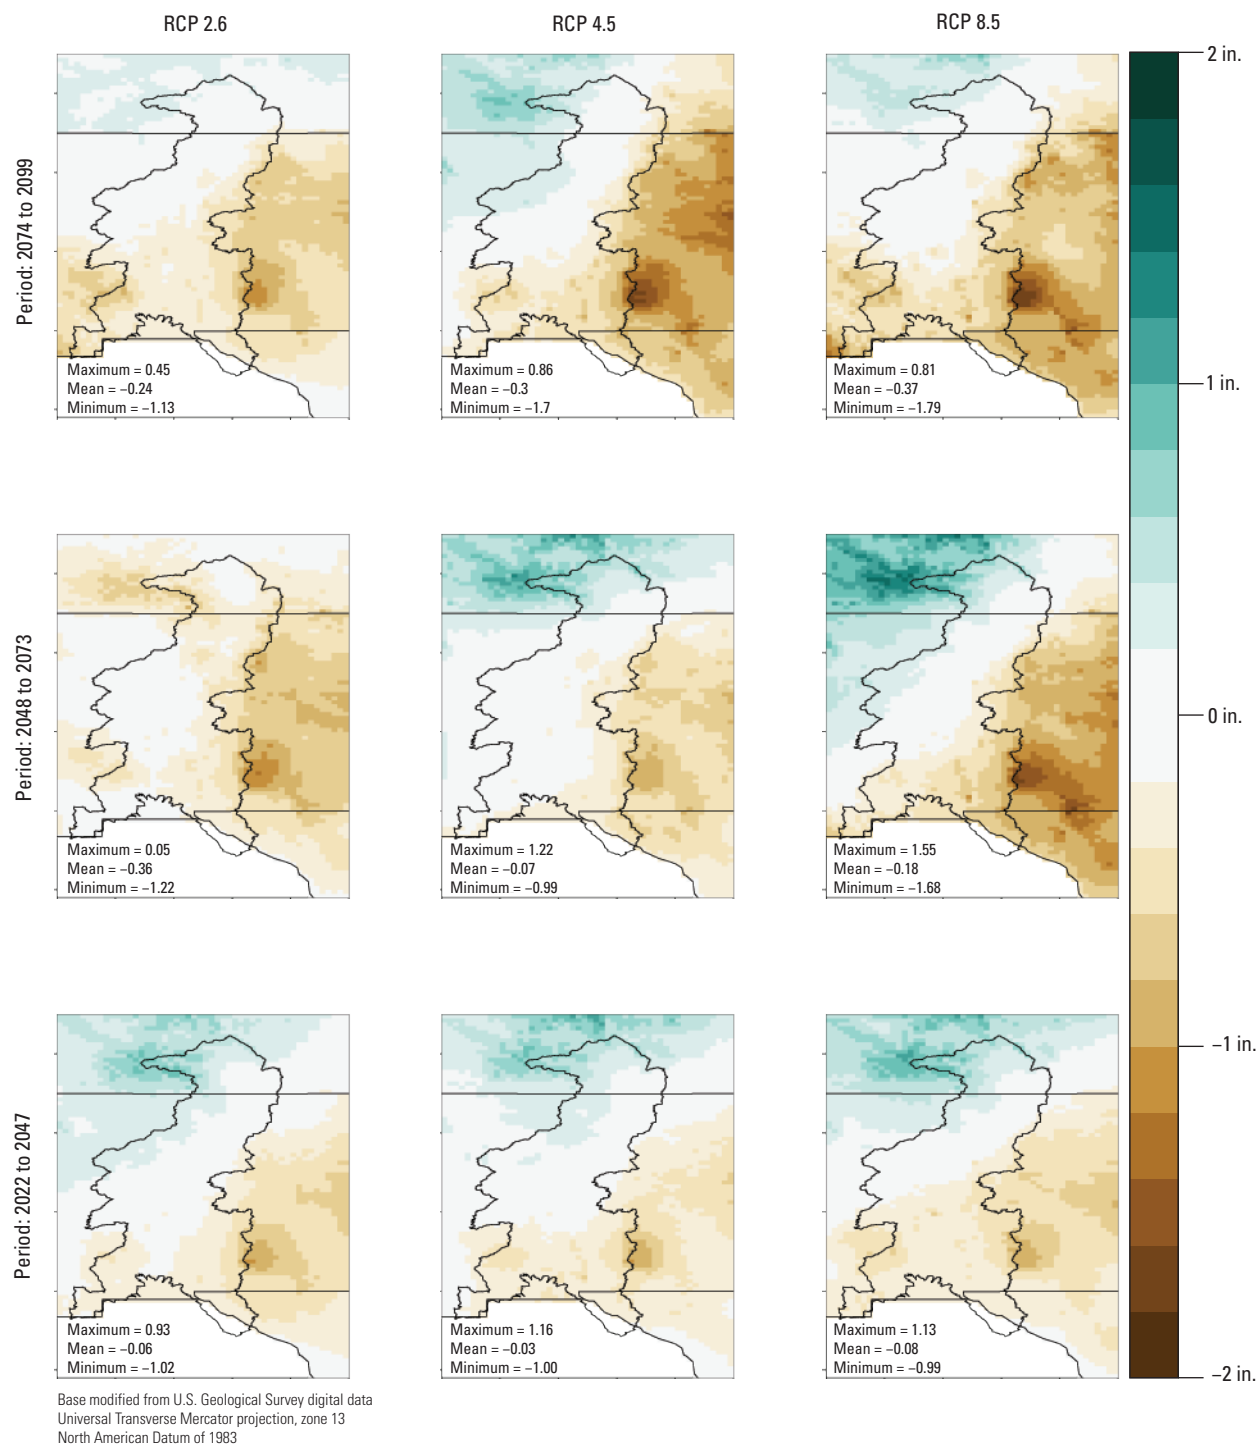 RCP 2.6
RCP 4.5
RCP 8.5
Period: 2074 to 2099
Maximum = 0.45
Mean = −0.24
Minimum = −1.13
Maximum = 0.86
Mean = −0.3
Minimum = −1.7
Maximum = 0.81
Mean = −0.37
Minimum = −1.79
Period: 2048 to 2073
Maximum = 0.05
Mean = −0.36
Minimum = −1.22
Maximum = 1.22
Mean = −0.07
Minimum = −0.99
Maximum = 1.55
Mean = −0.18
Minimum = −1.68
Period: 2022 to 2047
Maximum = 0.93
Mean = −0.06
Minimum = −1.02
Maximum = 1.16
Mean = −0.03
Minimum = −1.00
Maximum = 1.13
Mean = −0.08
Minimum = −0.99
2 in.
1 in.
0 in.
−1 in.
−2 in.
Base modified from U.S. Geological Survey digital data
Universal Transverse Mercator projection, zone 13
North American Datum of 1983